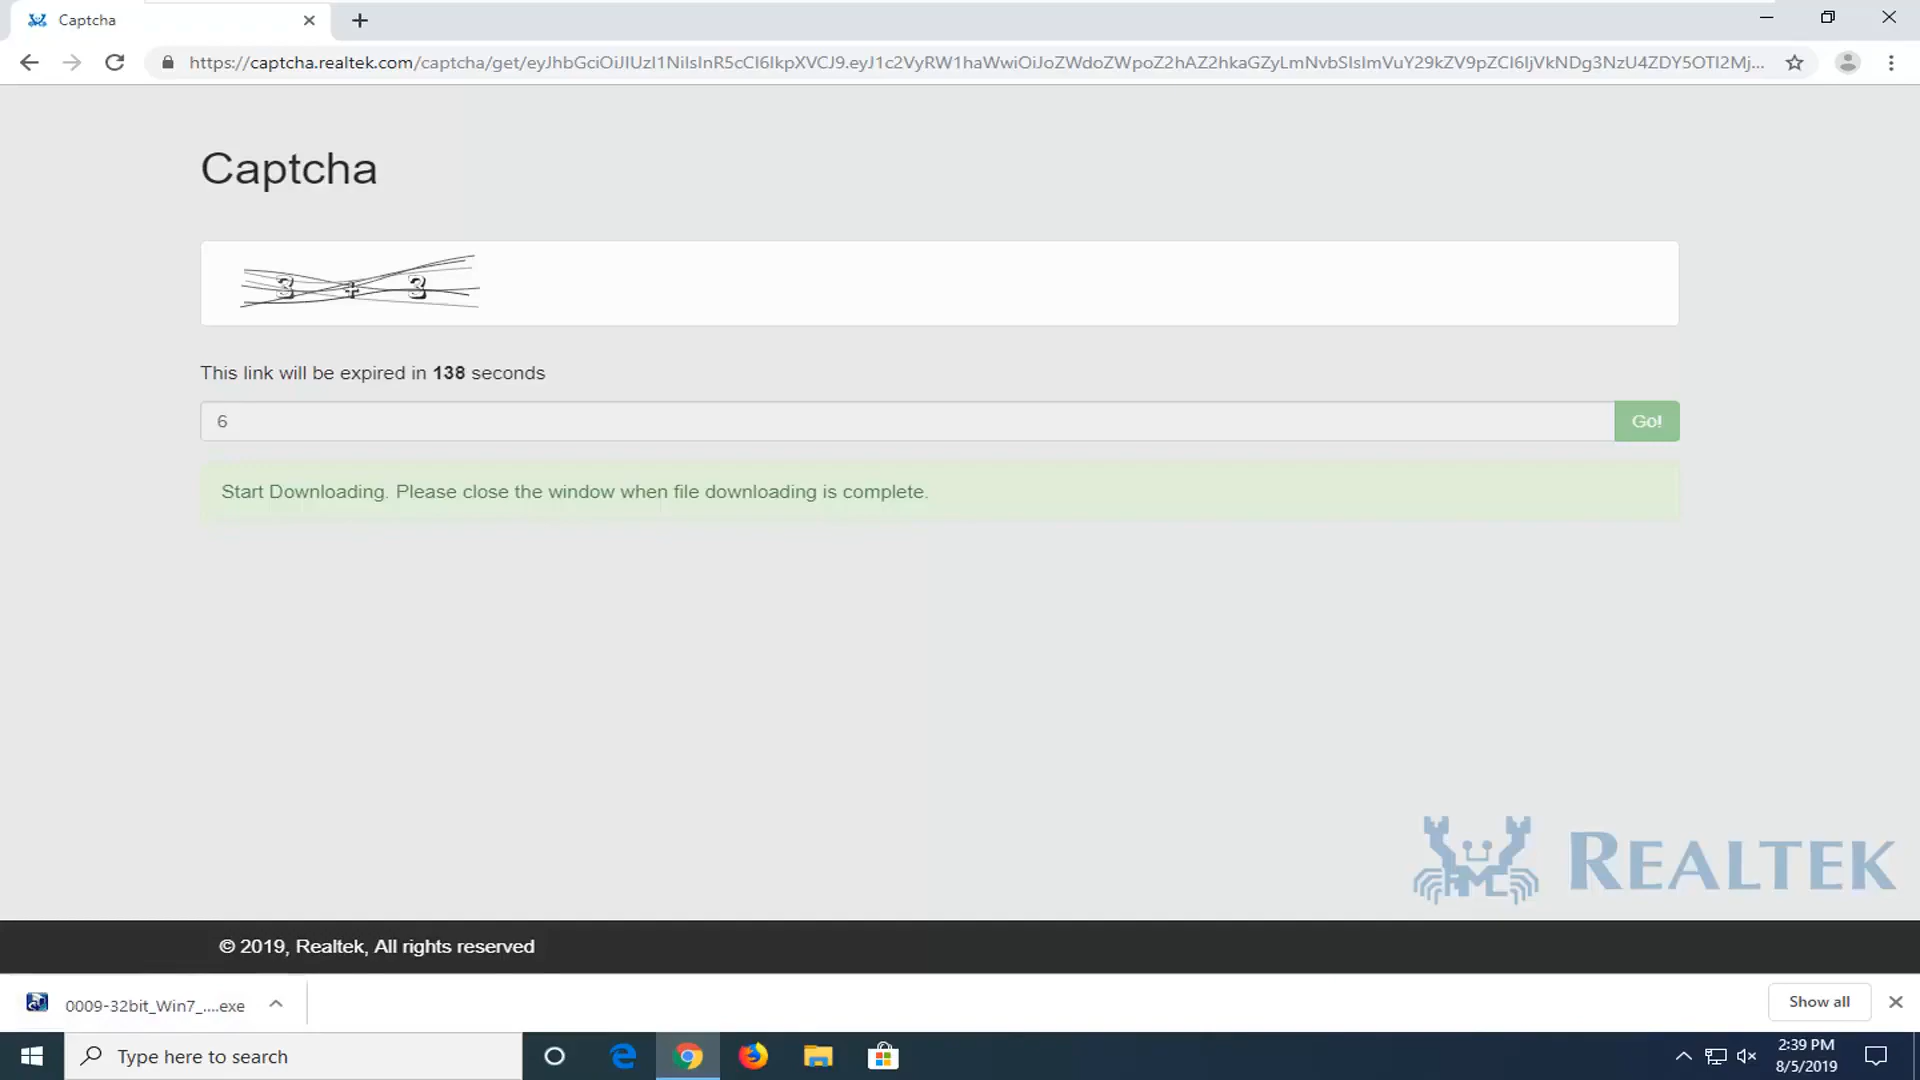 Captcha
https://captcha.realtek.com/captcha/get/eyJhbGciOiJIUzI1NiIsInR5cCI6IkpXVCJ9.eyJ1c2VyRW1haWwiOiJoZWdoZWpoZ2hAZ2hkaGZyLmNvbSIsImVuY29kZV9pZCI6IjVkNDg3NzU4ZDY5OTI2Mj...
Captcha
3 + 3
This link will be expired in 138 seconds
6
Go!
Start Downloading. Please close the window when file downloading is complete.
REALTEK
© 2019, Realtek, All rights reserved
0009-32bit_Win7_....exe
Show all
Type here to search
2:39 PM
8/5/2019